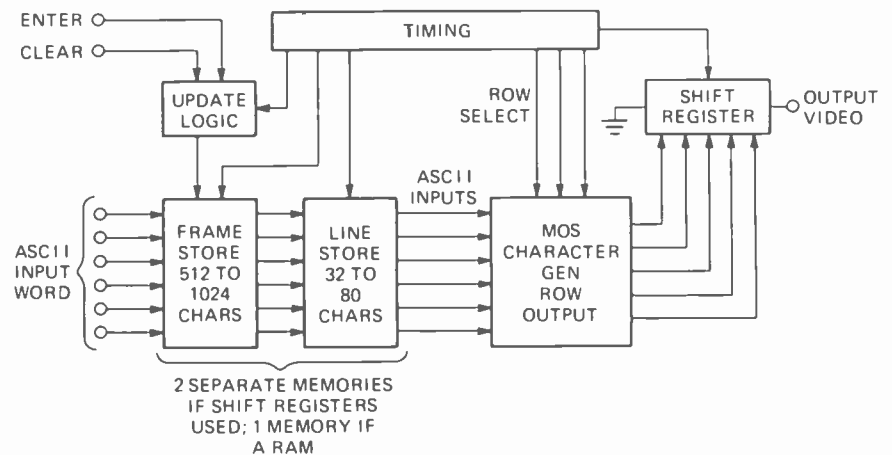 ENTER
CLEAR
TIMING
UPDATE
LOGIC
ROW
SELECT
SHIFT
REGISTER
OUTPUT
VIDEO
ASCII
INPUT
WORD
FRAME
STORE
512 TO
1024
CHARS
LINE
STORE
32 TO
80
CHARS
ASCII
INPUTS
MOS
CHARACTER
GEN
ROW
OUTPUT
2 SEPARATE MEMORIES
IF SHIFT REGISTERS
USED; 1 MEMORY IF
A RAM